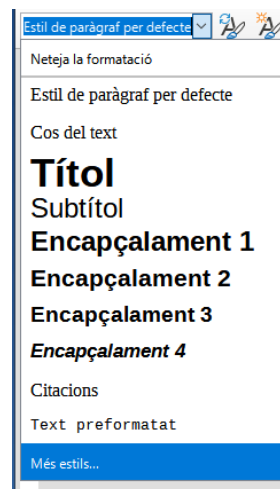 Estil de paràgraf per defecte
Neteja la formatació
Estil de paràgraf per defecte
Cos del text
Títol
Subtítol
Encapçalament 1
Encapçalament 2
Encapçalament 3
Encapçalament 4
Citacions
Text preformatat
Més estils...